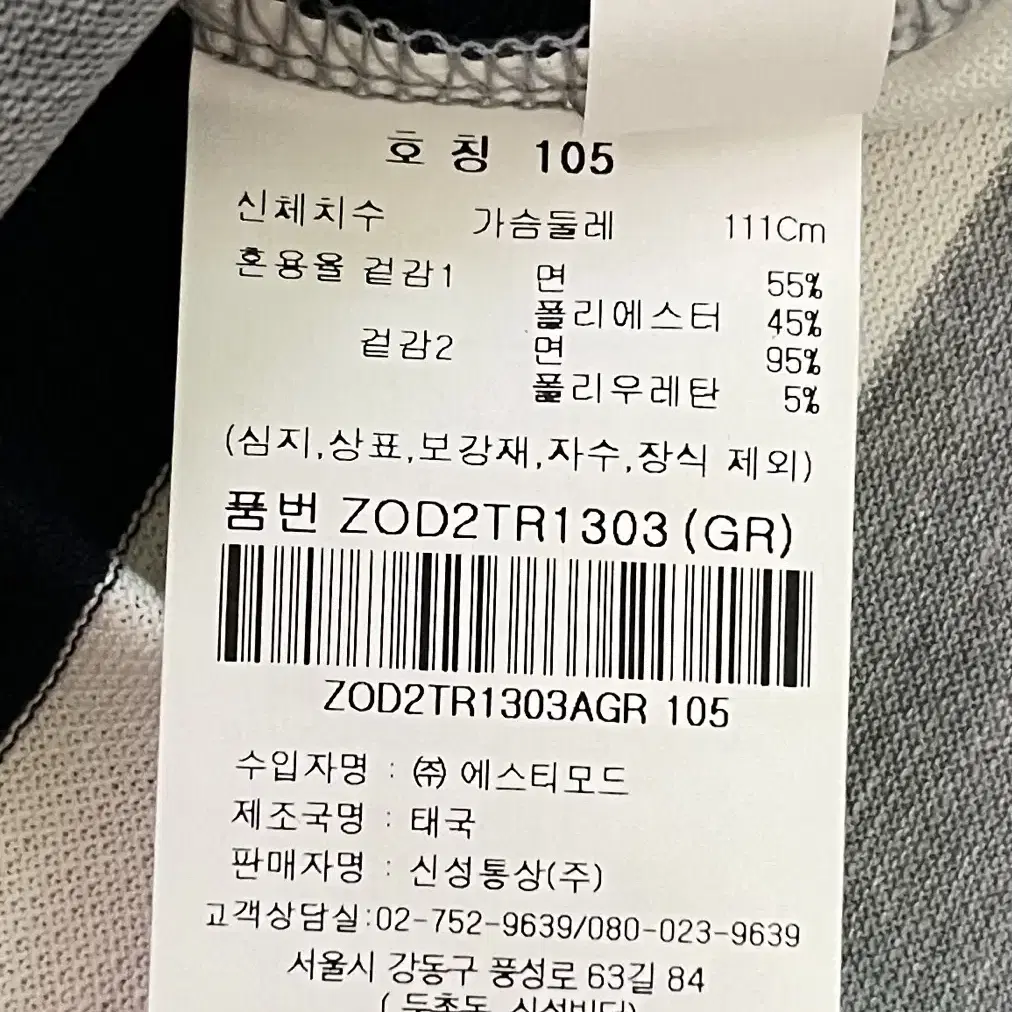 호 칭 105
신체치수 가슴둘레 111Cm
혼용율 겉감1 면 55%
폴리에스터 45%
겉감2 면 95%
폴리우레탄 5%
(심지,상표,보강재,자수,장식 제외)
품번 ZOD2TR1303(GR)
ZOD2TR1303AGR 105
수입자명 : ㈜ 에스티모드
제조국명 : 태국
판매자명 : 신성통상(주)
고객상담실:02-752-9639/080-023-9639
서울시 강동구 풍성로 63길 84